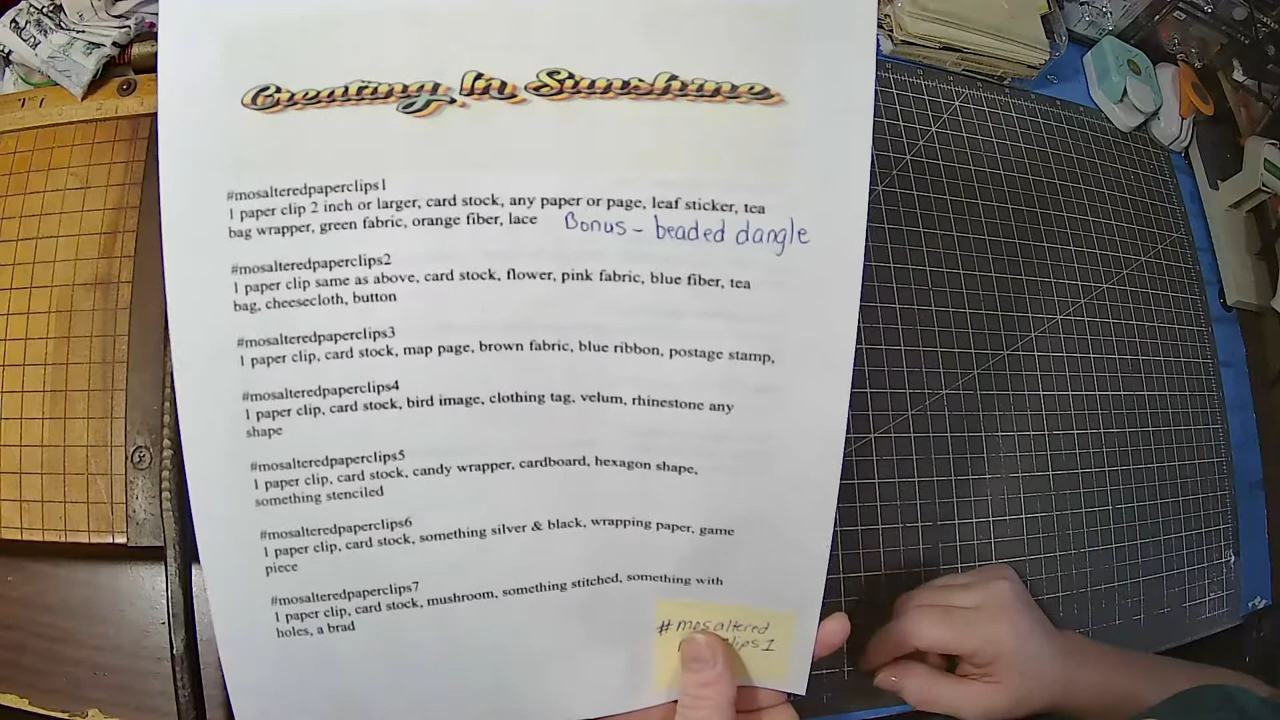 Creating In Sunshine
#mosalteredpaperclips1
1 paper clip 2 inch or larger, card stock, any paper or page, leaf sticker, tea
bag wrapper, green fabric, orange fiber, lace Bonus - beaded dangle
#mosalteredpaperclips2
1 paper clip same as above, card stock, flower, pink fabric, blue fiber, tea
bag, cheesecloth, button
#mosalteredpaperclips3
1 paper clip, card stock, map page, brown fabric, blue ribbon, postage stamp,
#mosalteredpaperclips4
1 paper clip, card stock, bird image, clothing tag, velum, rhinestone any
shape
#mosalteredpaperclips5
1 paper clip, card stock, candy wrapper, cardboard, hexagon shape,
something stenciled
#mosalteredpaperclips6
1 paper clip, card stock, something silver & black, wrapping paper, game
piece
#mosalteredpaperclips7
1 paper clip, card stock, mushroom, something stitched, something with
holes, a brad
#mosaltered